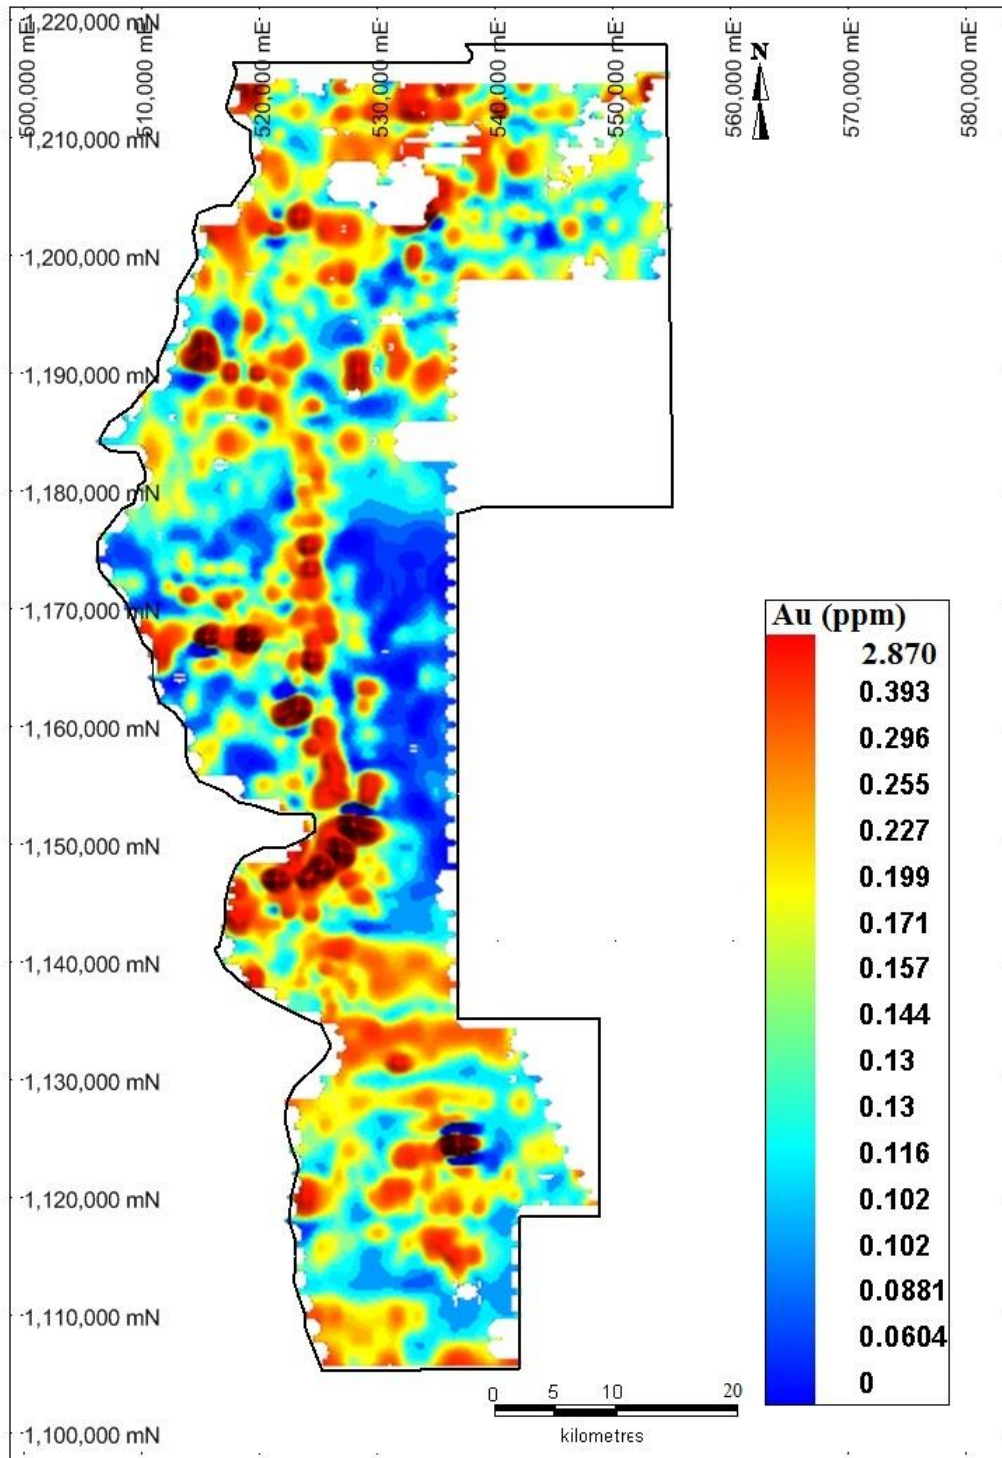 1,220,000 mN
500,000 mE
510,000 mE
520,000 mE
530,000 mE
540,000 mE
550,000 mE
560,000 mE
570,000 mE
580,000 mE
N
1,210,000 mN
1,200,000 mN
1,190,000 mN
1,180,000 mN
1,170,000 mN
1,160,000 mN
1,150,000 mN
1,140,000 mN
1,130,000 mN
1,120,000 mN
1,110,000 mN
1,100,000 mN
Au (ppm)
2.870
0.393
0.296
0.255
0.227
0.199
0.171
0.157
0.144
0.13
0.13
0.116
0.102
0.102
0.0881
0.0604
0
0 5 10 20
kilometres